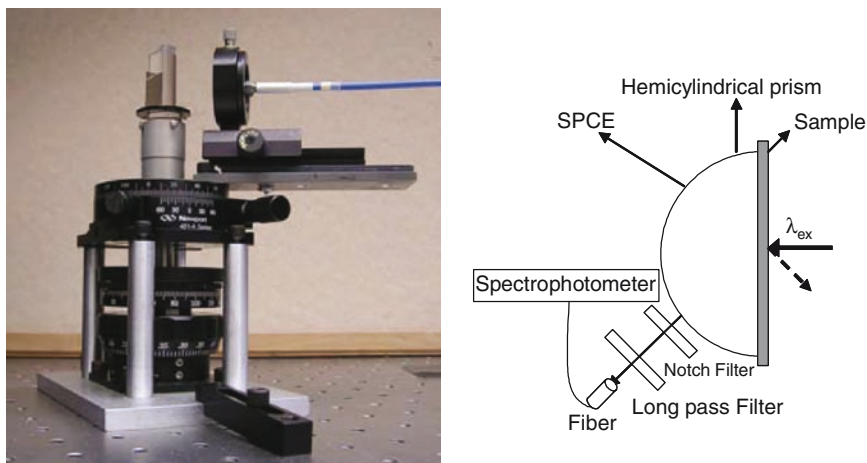 Newport
Hemicylindrical prism
SPCE
Sample
λex
Spectrophotometer
Notch Filter
Long pass Filter
Fiber